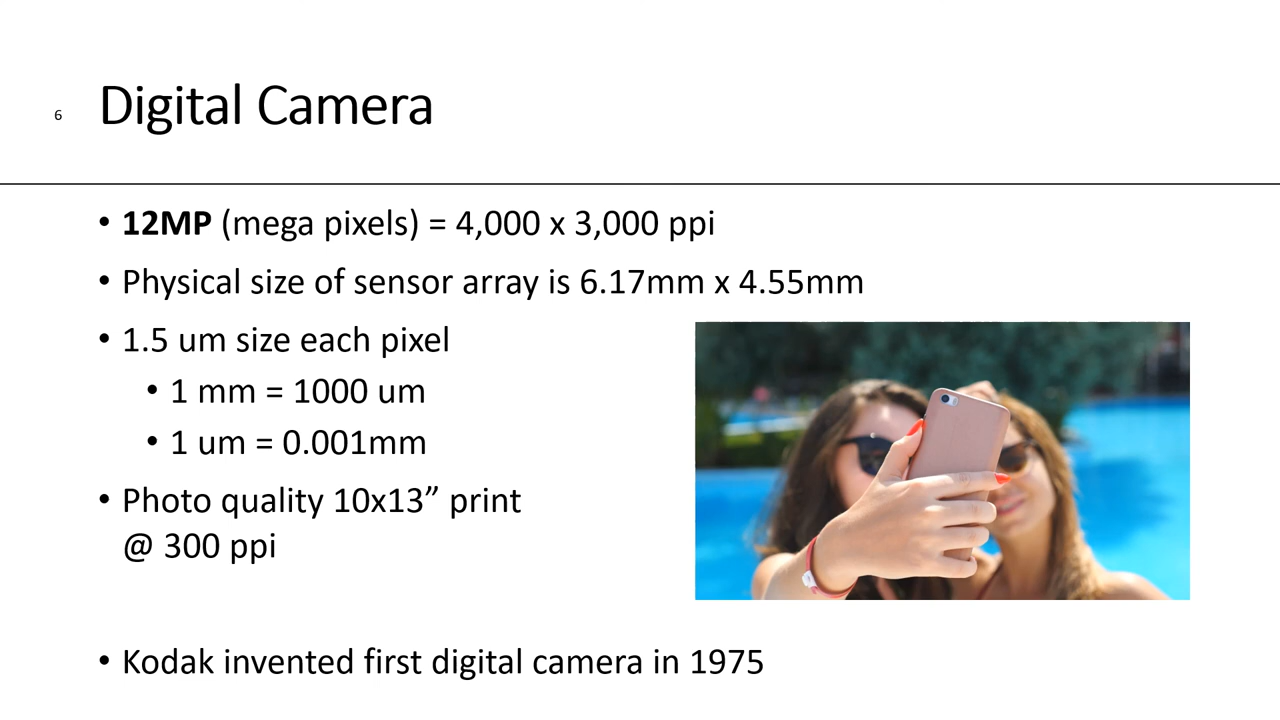 6
Digital Camera
• 12MP (mega pixels) = 4,000 x 3,000 ppi
• Physical size of sensor array is 6.17mm x 4.55mm
• 1.5 um size each pixel
• 1 mm = 1000 um
• 1 um = 0.001mm
• Photo quality 10x13” print
@ 300 ppi
• Kodak invented first digital camera in 1975